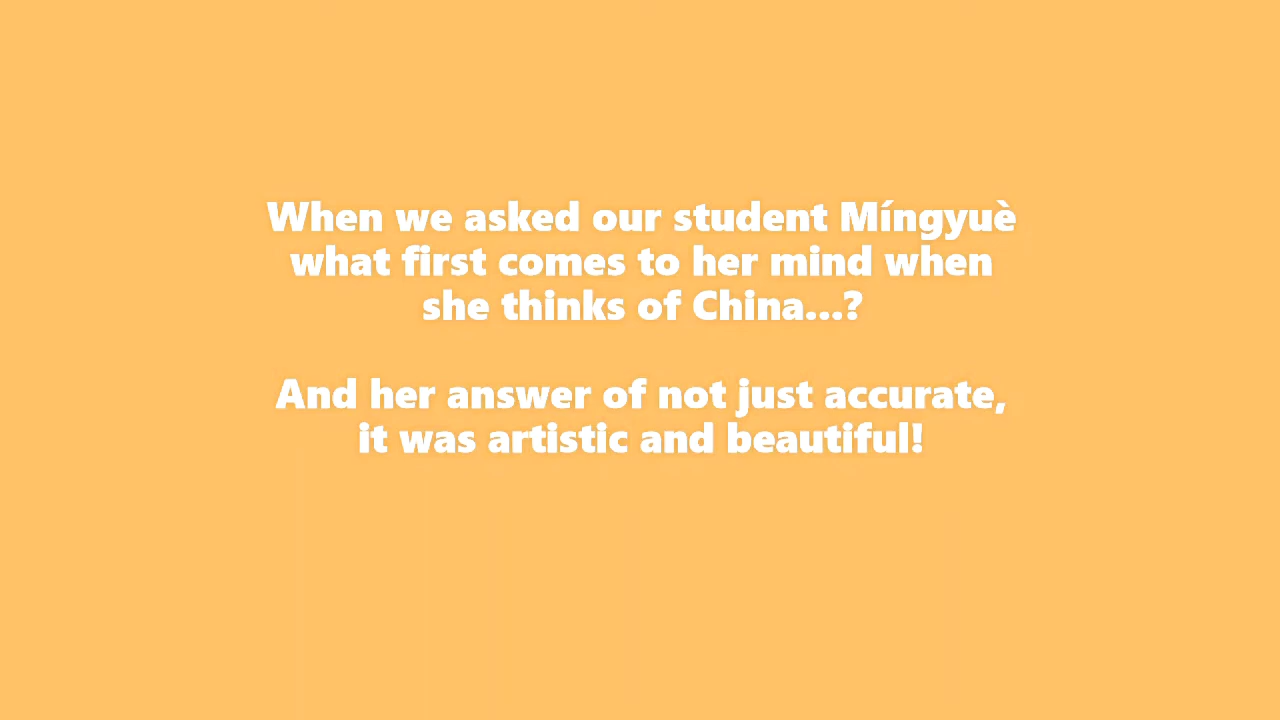 When we asked our student Míngyuè
what first comes to her mind when
she thinks of China...?
And her answer of not just accurate,
it was artistic and beautiful!